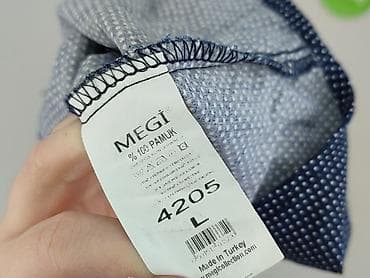 MEGİ
% 100 PAMUK
4205
L
Made In Turkey
megicollection.com